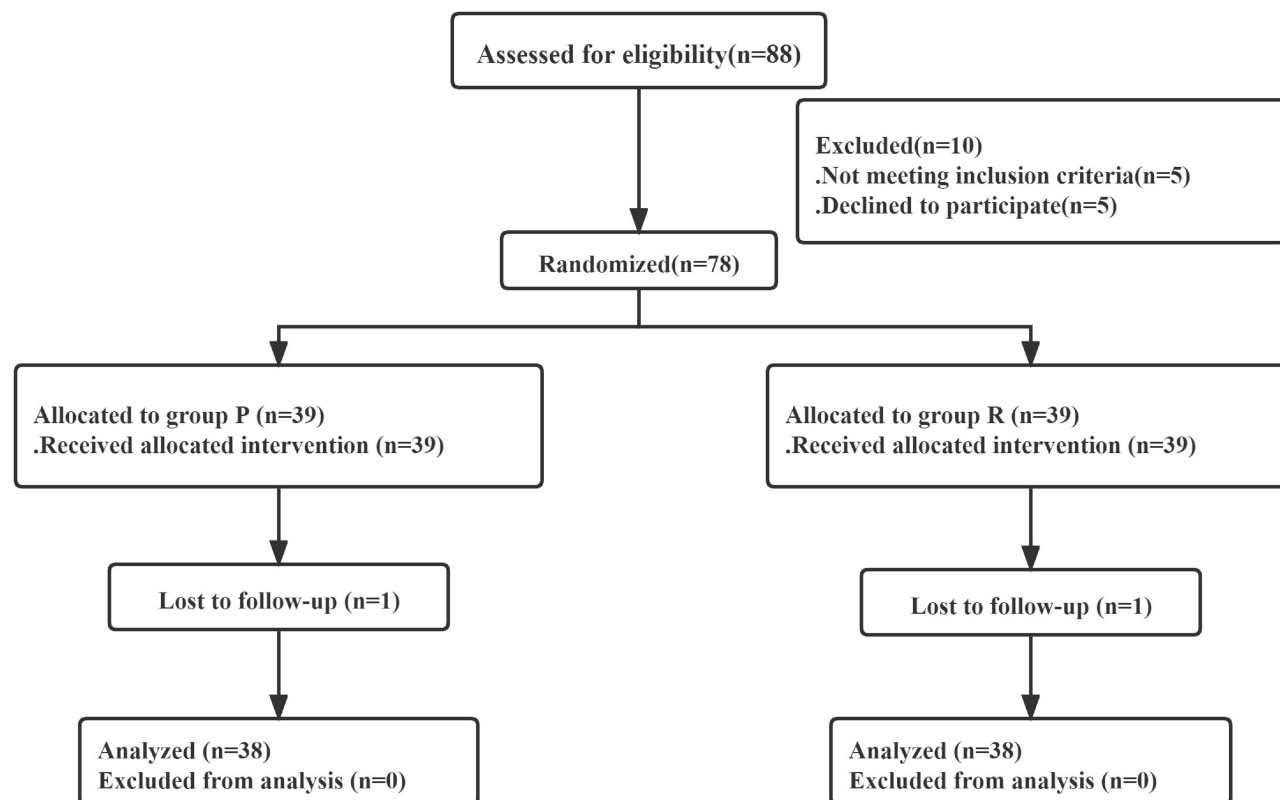 Assessed for eligibility(n=88)
Excluded(n=10)
.Not meeting inclusion criteria(n=5)
.Declined to participate(n=5)
Randomized(n=78)
Allocated to group P (n=39)
.Received allocated intervention (n=39)
Allocated to group R (n=39)
.Received allocated intervention (n=39)
Lost to follow-up (n=1)
Lost to follow-up (n=1)
Analyzed (n=38)
Excluded from analysis (n=0)
Analyzed (n=38)
Excluded from analysis (n=0)